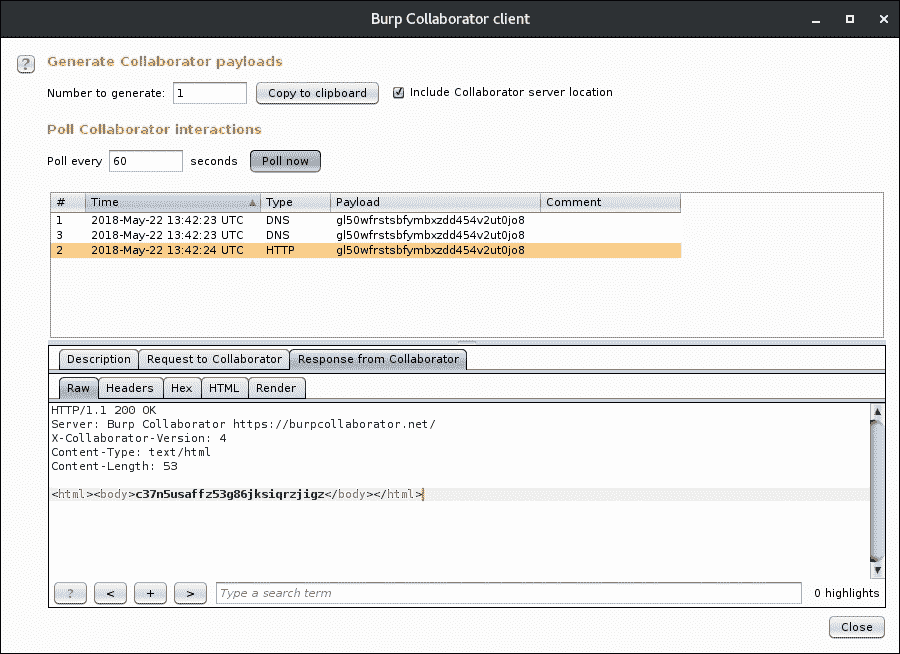 Burp Collaborator client
? Generate Collaborator payloads
Number to generate: 1 Copy to clipboard Include Collaborator server location
Poll Collaborator interactions
Poll every 60 seconds Poll now
# Time Type Payload Comment
1 2018-May-22 13:42:23 UTC DNS gl50wfrstsbfymbxzdd454v2ut0jo8
3 2018-May-22 13:42:23 UTC DNS gl50wfrstsbfymbxzdd454v2ut0jo8
2 2018-May-22 13:42:24 UTC HTTP gl50wfrstsbfymbxzdd454v2ut0jo8
Description Request to Collaborator Response from Collaborator
Raw Headers Hex HTML Render
HTTP/1.1 200 OK
Server: Burp Collaborator https://burpcollaborator.net/
X-Collaborator-Version: 4
Content-Type: text/html
Content-Length: 53
<html><body>c37n5usaffz53g86jksiqrzjigz</body></html>
? < + > Type a search term 0 highlights
Close